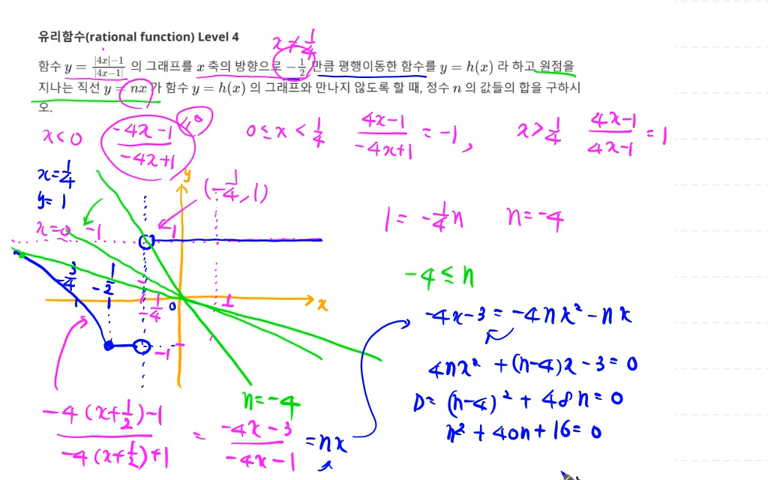 유리함수(rational function) Level 4
x ≠ 1/4
함수 y = |4x|-1 / |4x-1| 의 그래프를 x 축의 방향으로 -1/2 만큼 평행이동한 함수를 y = h(x) 라 하고 원점을
지나는 직선 y = nx 가 함수 y = h(x) 의 그래프와 만나지 않도록 할 때, 정수 n 의 값들의 합을 구하시
오.
x<0 -4x-1 / -4x+1 0≤x<1/4 4x-1 / -4x+1 = -1, x>1/4 4x-1 / 4x-1 = 1
x=1/4
y=1
y
(-1/4, 1)
1 = -1/4 n n=-4
-1
-4 ≤ n
-3/4 -1/2 -1/4 0 1 x
-1
-4x-3 = -4nx² - nx
4nx² + (n-4)x - 3 = 0
n=-4
D = (n-4)² + 48n = 0
-4(x+1/2)-1 / -4(x+1/2)+1 = -4x-3 / -4x-1 = nx
n² + 40n + 16 = 0